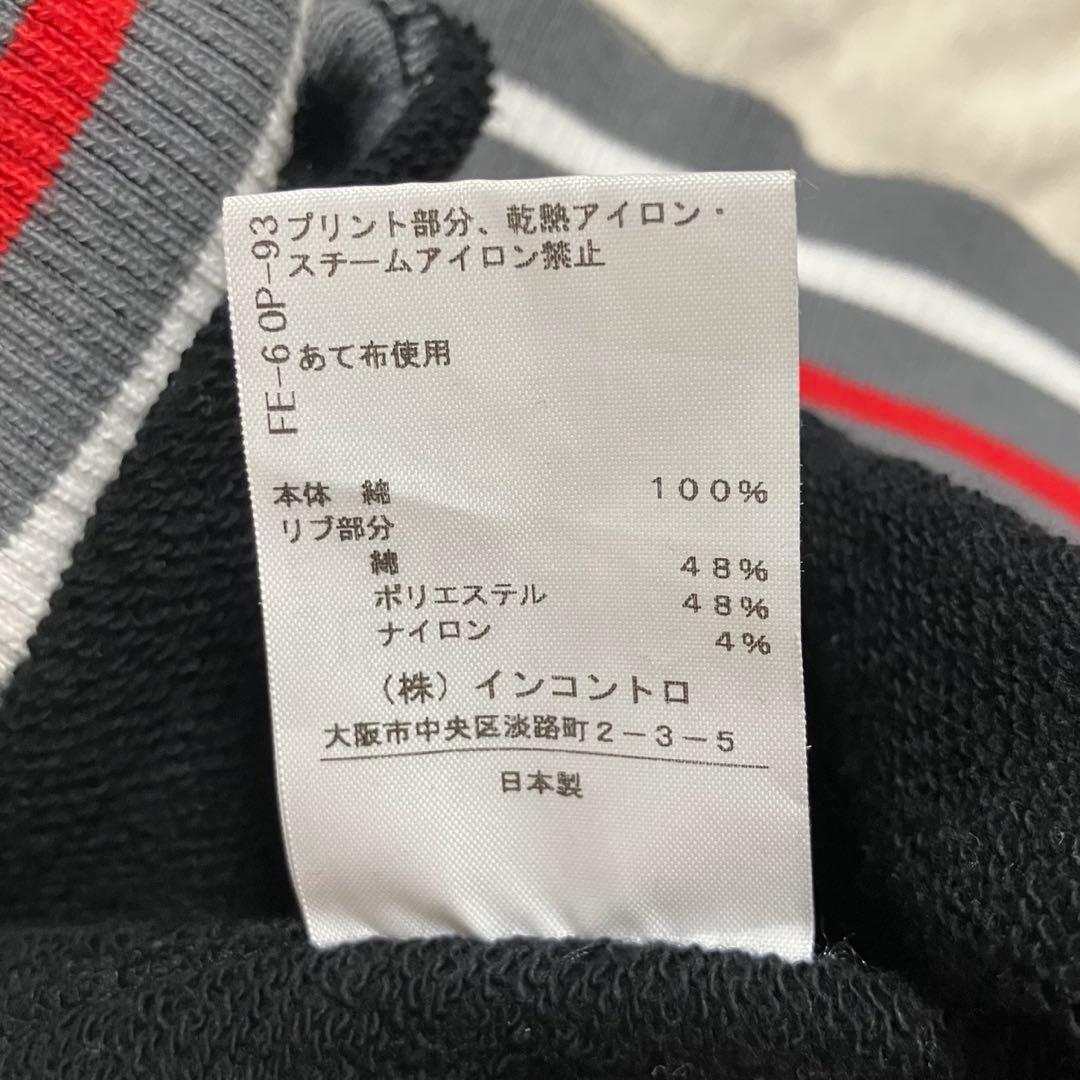 プリント部分、乾熱アイロン・
スチームアイロン禁止
FE-60P-93
あて布使用
本体　綿　100%
リブ部分
綿　48%
ポリエステル　48%
ナイロン　4%
（株）インコントロ
大阪市中央区淡路町2-3-5
日本製